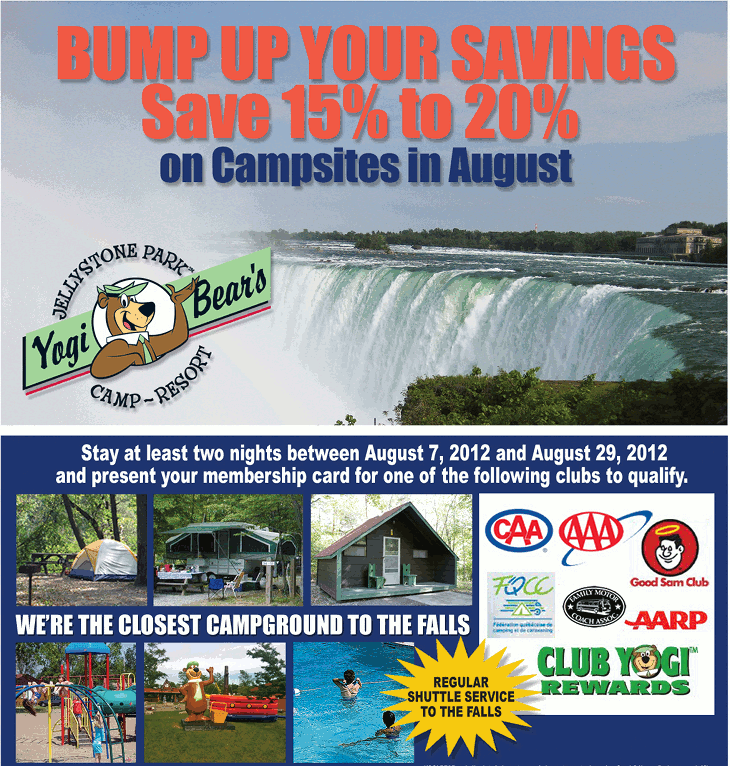 BUMP UP YOUR SAVINGS
Save 15% to 20%
on Campsites in August
JELLYSTONE PARK™
Yogi Bear's
CAMP~RESORT
Stay at least two nights between August 7, 2012 and August 29, 2012
and present your membership card for one of the following clubs to qualify.
CAA
AAA
Good Sam Club
FQCC
Fédération québécoise de
camping et de caravaning
FAMILY MOTOR
COACH ASSOC
AARP
WE'RE THE CLOSEST CAMPGROUND TO THE FALLS
CLUB YOGI™
REWARDS
REGULAR
SHUTTLE SERVICE
TO THE FALLS